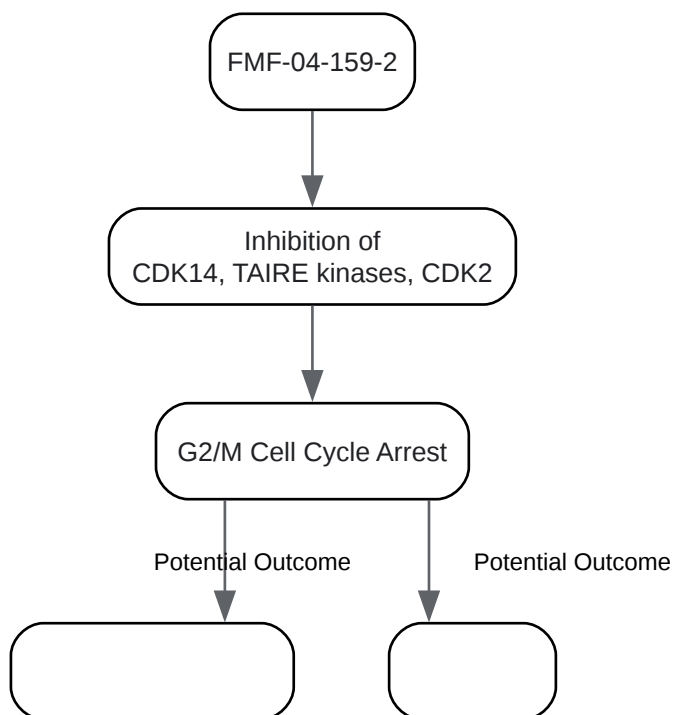 FMF-04-159-2
Inhibition of
CDK14, TAIRE kinases, CDK2
G2/M Cell Cycle Arrest
Potential Outcome
Potential Outcome